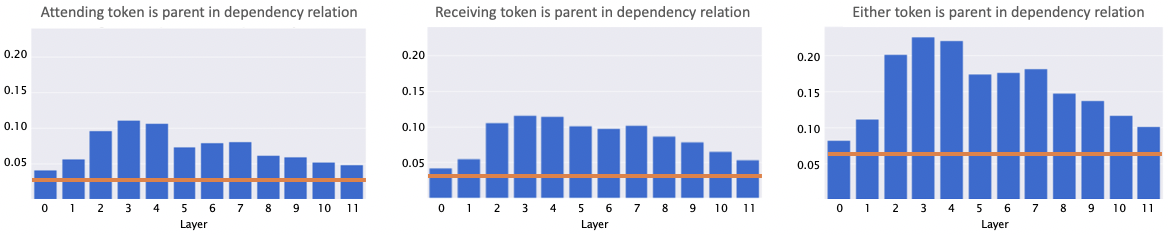 Attending token is parent in dependency relation
0.20
0.15
0.10
0.05
0 1 2 3 4 5 6 7 8 9 10 11
Layer
Receiving token is parent in dependency relation
0.20
0.15
0.10
0.05
0 1 2 3 4 5 6 7 8 9 10 11
Layer
Either token is parent in dependency relation
0.20
0.15
0.10
0.05
0 1 2 3 4 5 6 7 8 9 10 11
Layer